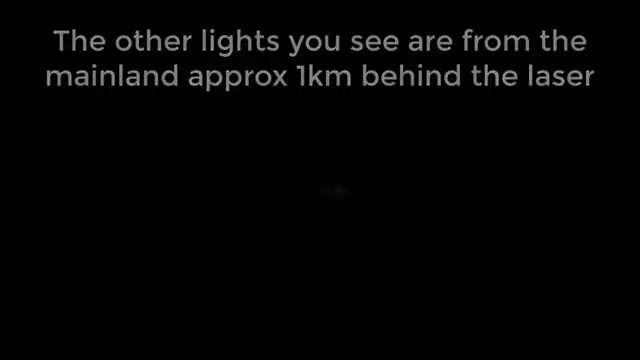 The other lights you see are from the
mainland approx 1km behind the laser